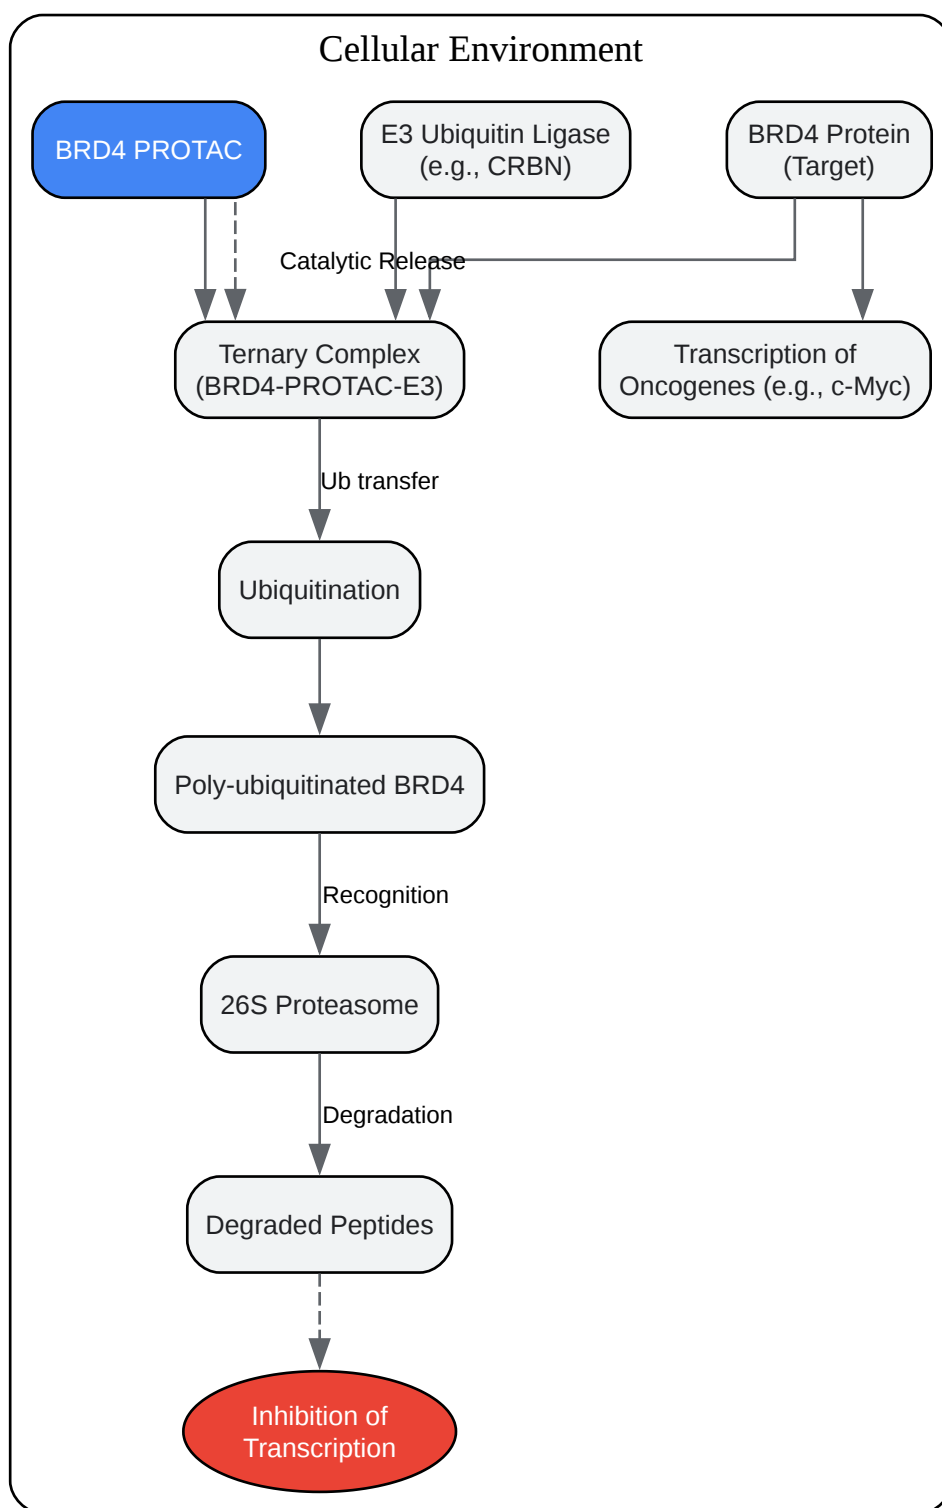 Cellular Environment
BRD4 PROTAC
E3 Ubiquitin Ligase
(e.g., CRBN)
BRD4 Protein
(Target)
Catalytic Release
Ternary Complex
(BRD4-PROTAC-E3)
Transcription of
Oncogenes (e.g., c-Myc)
Ub transfer
Ubiquitination
Poly-ubiquitinated BRD4
Recognition
26S Proteasome
Degradation
Degraded Peptides
Inhibition of
Transcription